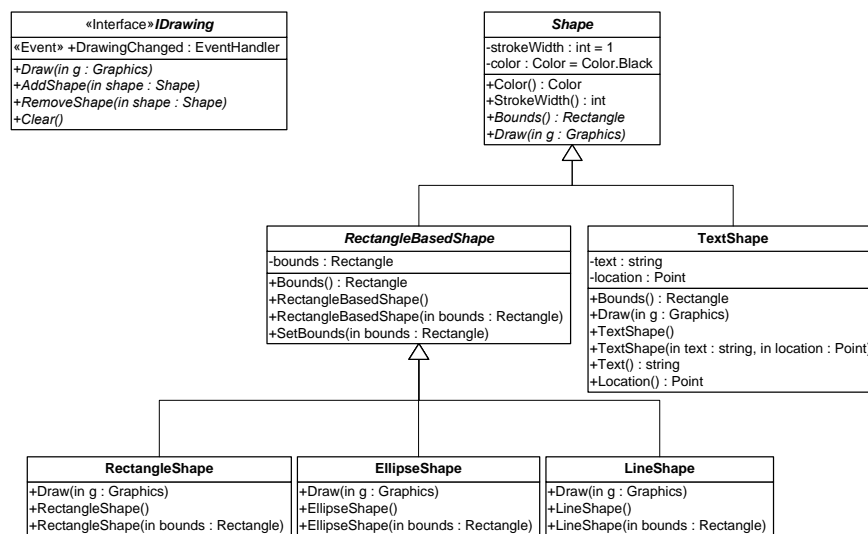 «Interface»IDrawing
«Event» +DrawingChanged : EventHandler
+Draw(in g : Graphics)
+AddShape(in shape : Shape)
+RemoveShape(in shape : Shape)
+Clear()
Shape
-strokeWidth : int = 1
-color : Color = Color.Black
+Color() : Color
+StrokeWidth() : int
+Bounds() : Rectangle
+Draw(in g : Graphics)
RectangleBasedShape
-bounds : Rectangle
+Bounds() : Rectangle
+RectangleBasedShape()
+RectangleBasedShape(in bounds : Rectangle)
+SetBounds(in bounds : Rectangle)
TextShape
-text : string
-location : Point
+Bounds() : Rectangle
+Draw(in g : Graphics)
+TextShape()
+TextShape(in text : string, in location : Point)
+Text() : string
+Location() : Point
RectangleShape
+Draw(in g : Graphics)
+RectangleShape()
+RectangleShape(in bounds : Rectangle)
EllipseShape
+Draw(in g : Graphics)
+EllipseShape()
+EllipseShape(in bounds : Rectangle)
LineShape
+Draw(in g : Graphics)
+LineShape()
+LineShape(in bounds : Rectangle)